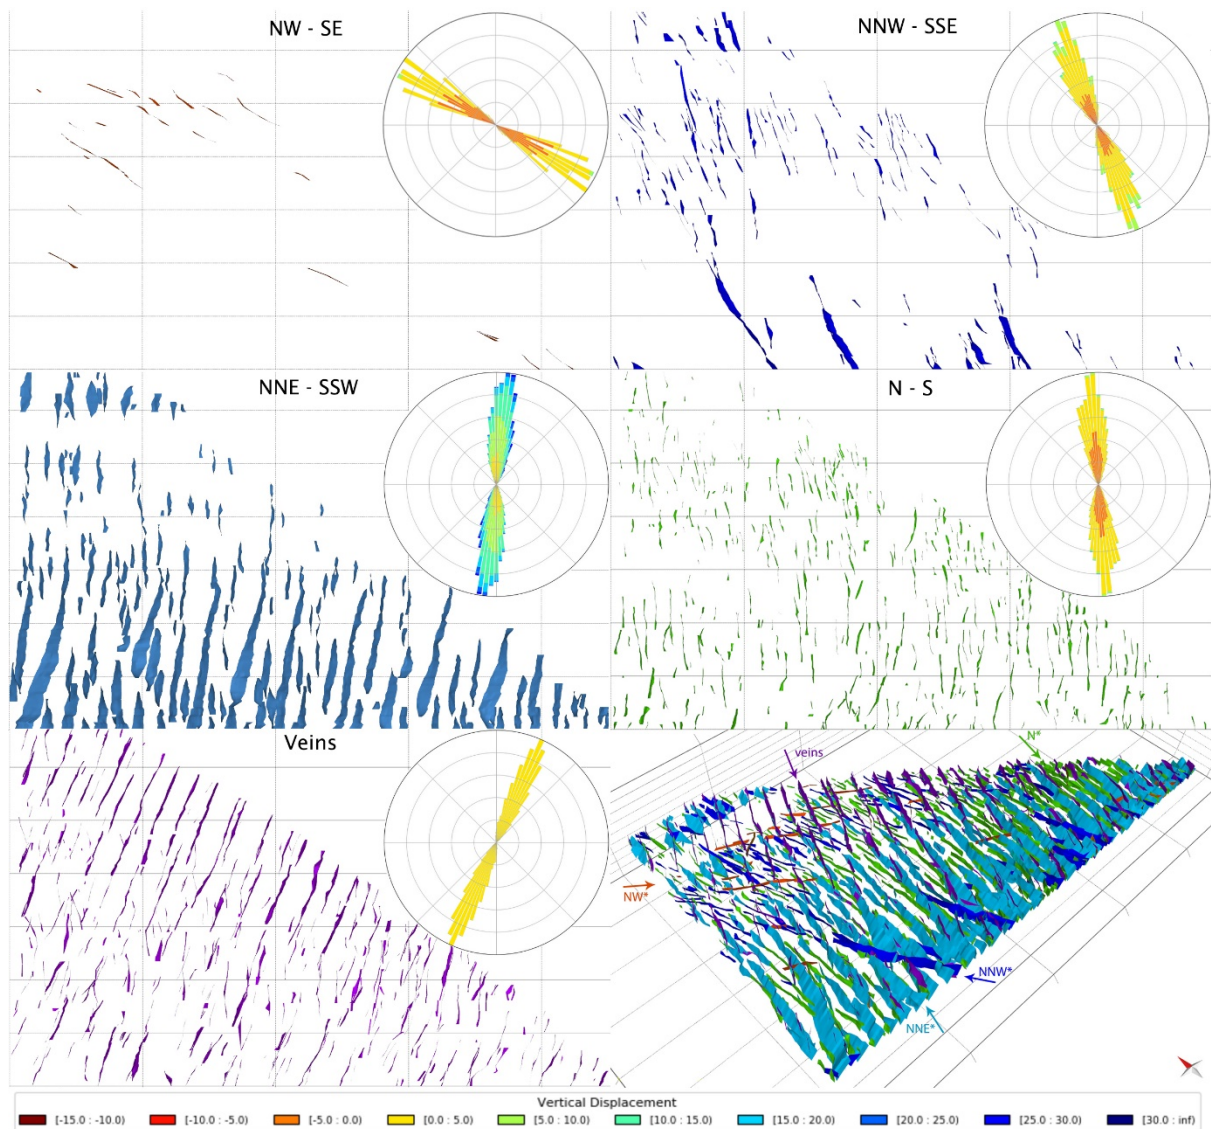 NW - SE
NNW - SSE
NNE - SSW
N - S
Veins
veins
N*
NW*
NNW*
NNE*
Vertical Displacement
[-15.0 : -10.0) [-10.0 : -5.0) [-5.0 : 0.0) [0.0 : 5.0) [5.0 : 10.0) [10.0 : 15.0) [15.0 : 20.0) [20.0 : 25.0) [25.0 : 30.0) [30.0 : inf)